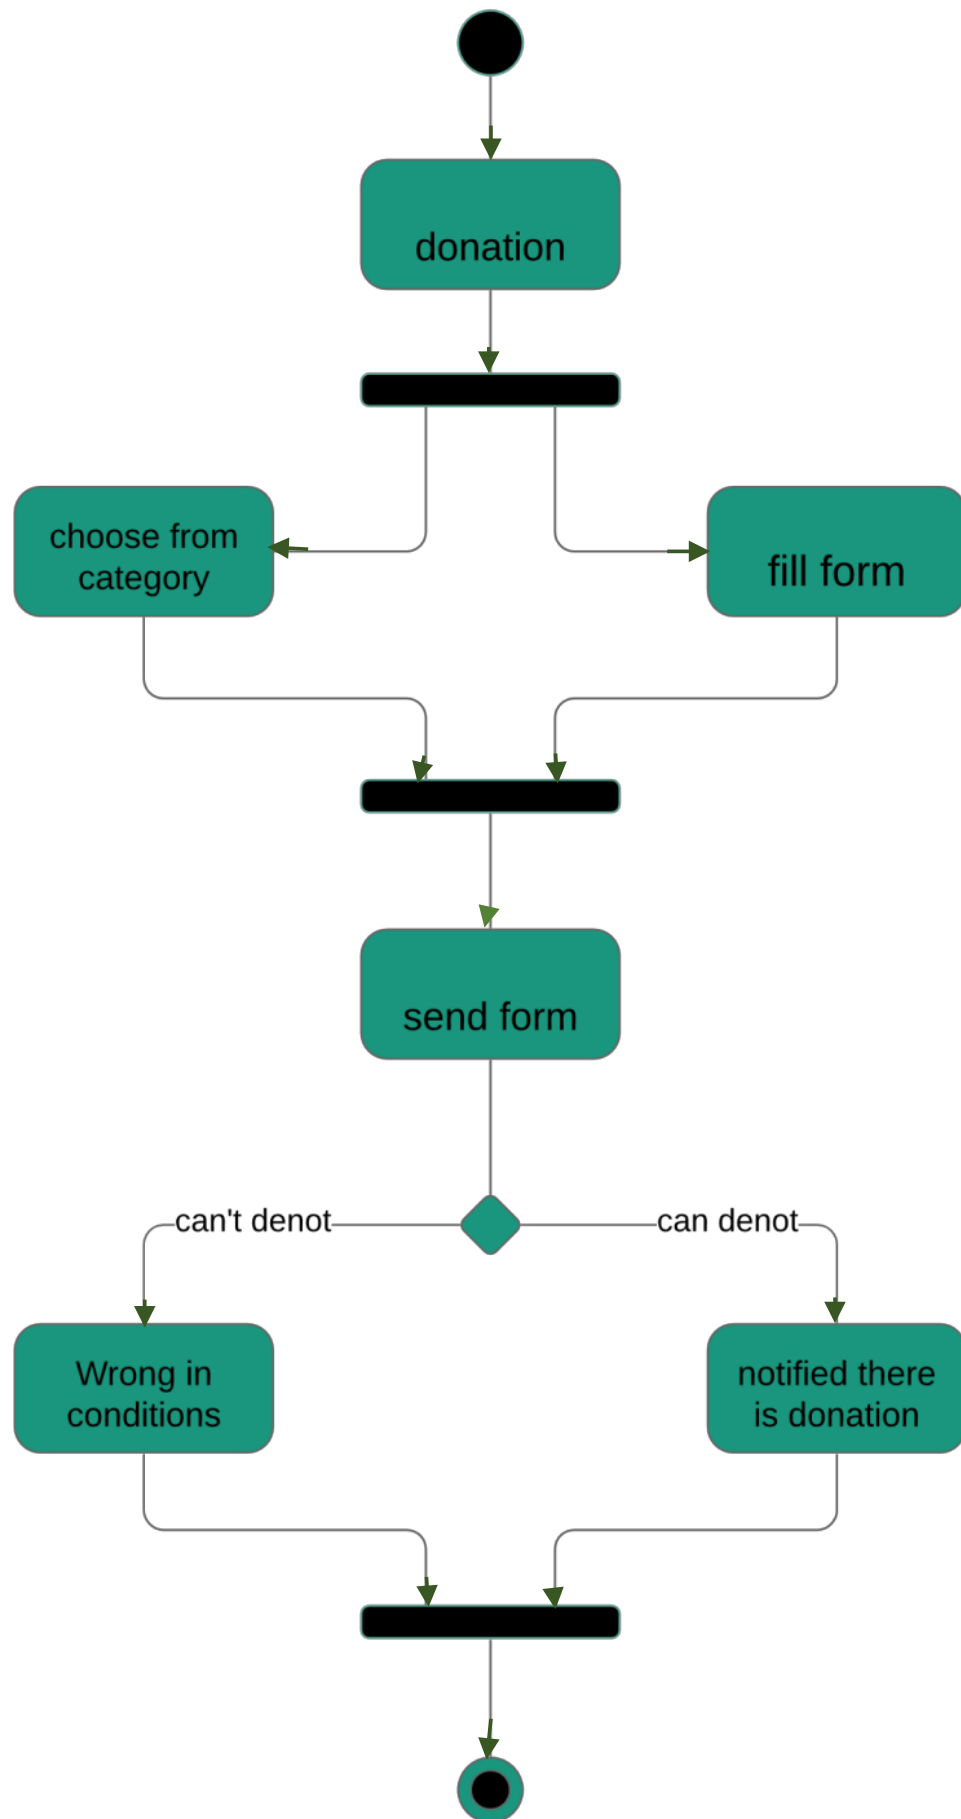 donation
choose from
category
fill form
send form
can't denot
can denot
Wrong in
conditions
notified there
is donation